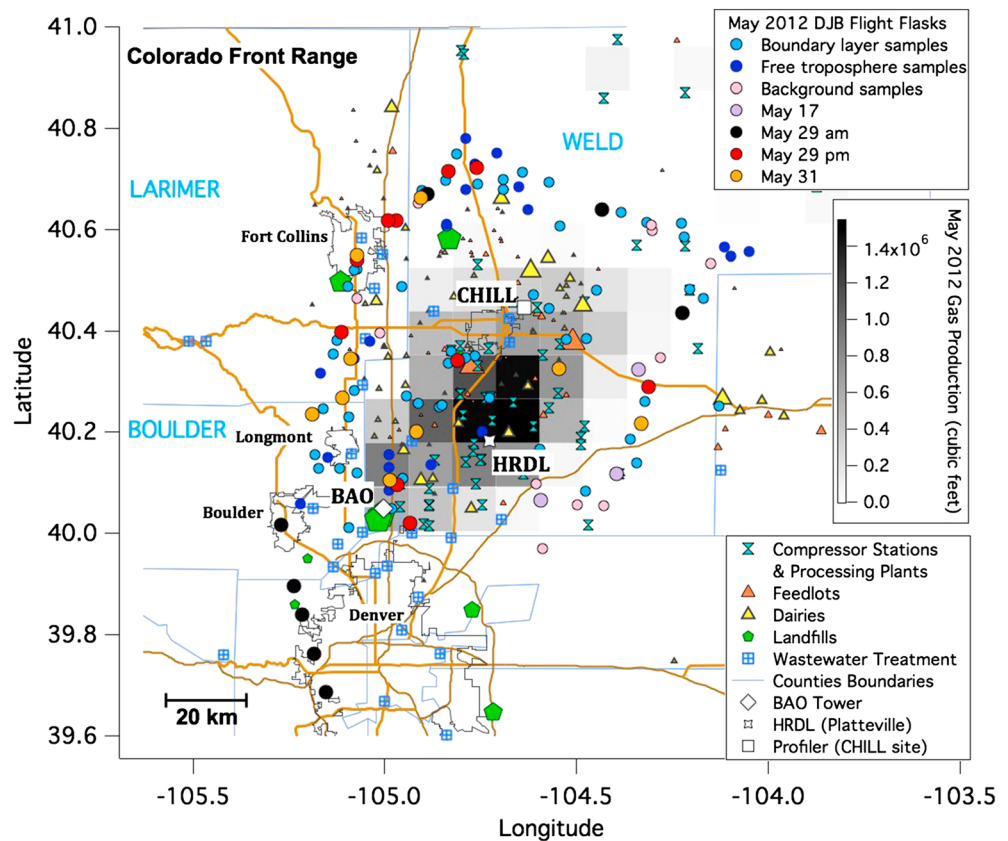 Colorado Front Range
WELD
LARIMER
Fort Collins
CHILL
BOULDER
Longmont
HRDL
BAO
Boulder
Denver
20 km
41.0
40.8
40.6
40.4
40.2
40.0
39.8
39.6
Latitude
-105.5
-105.0
-104.5
-104.0
-103.5
Longitude
May 2012 DJB Flight Flasks
Boundary layer samples
Free troposphere samples
Background samples
May 17
May 29 am
May 29 pm
May 31
May 2012 Gas Production (cubic feet)
1.4x10⁶
1.2
1.0
0.8
0.6
0.4
0.2
0.0
Compressor Stations
& Processing Plants
Feedlots
Dairies
Landfills
Wastewater Treatment
Counties Boundaries
BAO Tower
HRDL (Platteville)
Profiler (CHILL site)